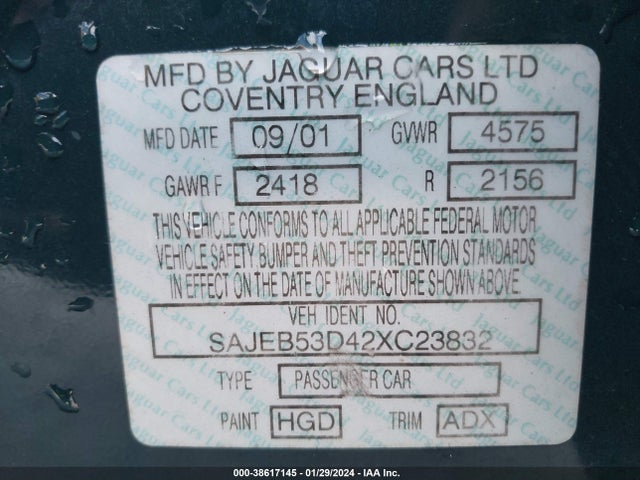 MFD BY JAGUAR CARS LTD
COVENTRY ENGLAND
MFD DATE 09/01 GVWR 4575
GAWR F 2418 R 2156
THIS VEHICLE CONFORMS TO ALL APPLICABLE FEDERAL MOTOR
VEHICLE SAFETY BUMPER AND THEFT PREVENTION STANDARDS
IN EFFECT ON THE DATE OF MANUFACTURE SHOWN ABOVE.
VEH IDENT NO.
SAJEB53D42XC23832
TYPE PASSENGER CAR
PAINT HGD TRIM ADX
000-38617145 - 01/29/2024 - IAA Inc.